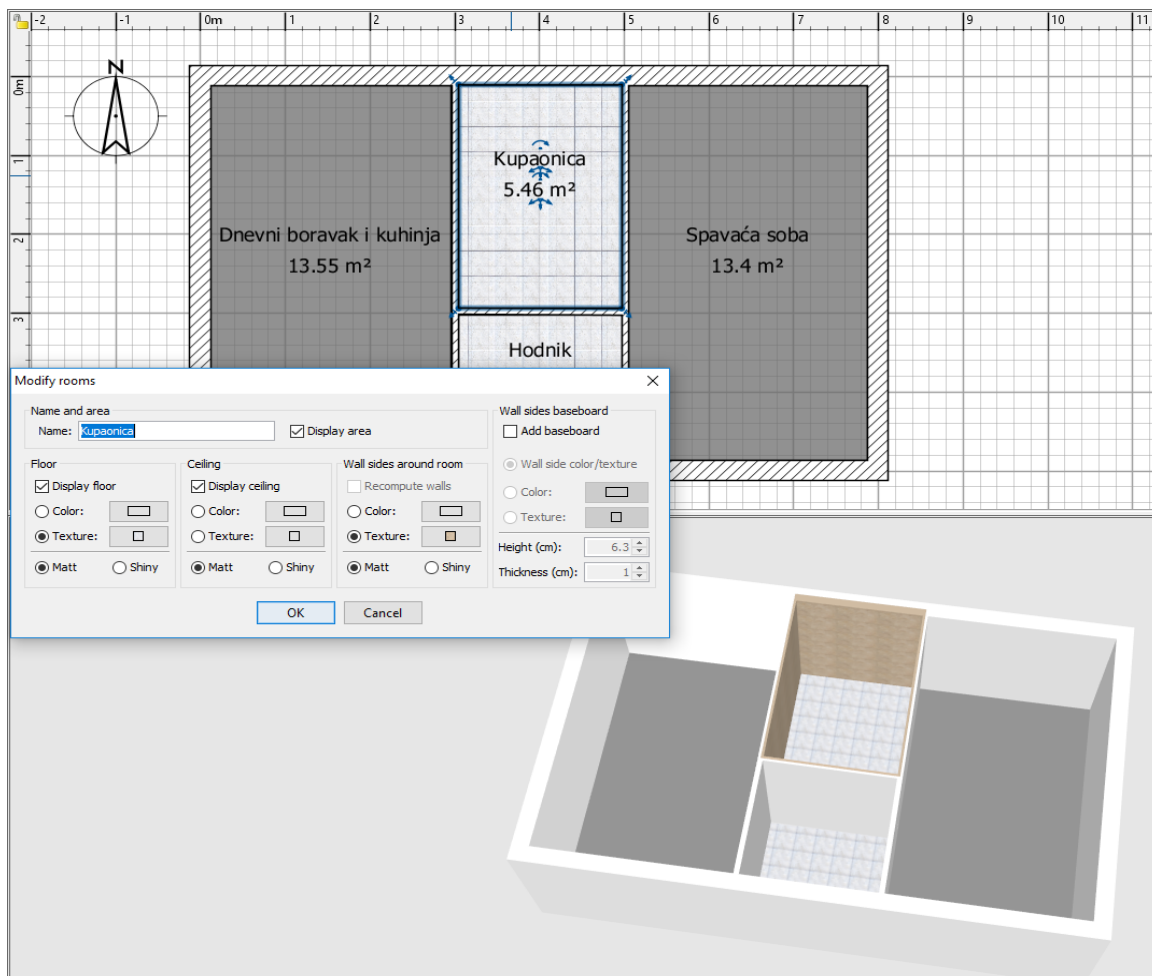 -2 -1 0m 1 2 3 4 5 6 7 8 9 10 11
0m
1
2
3
N
Kupaonica
5.46 m²
Dnevni boravak i kuhinja
13.55 m²
Spavaća soba
13.4 m²
Hodnik
Modify rooms
Name and area
Name: Kupaonica Display area
Wall sides baseboard
Add baseboard
Floor
Display floor
Color:
Texture:
Matt Shiny
Ceiling
Display ceiling
Color:
Texture:
Matt Shiny
Wall sides around room
Recompute walls
Color:
Texture:
Matt Shiny
Wall side color/texture
Color:
Texture:
Height (cm): 6.3
Thickness (cm): 1
OK Cancel